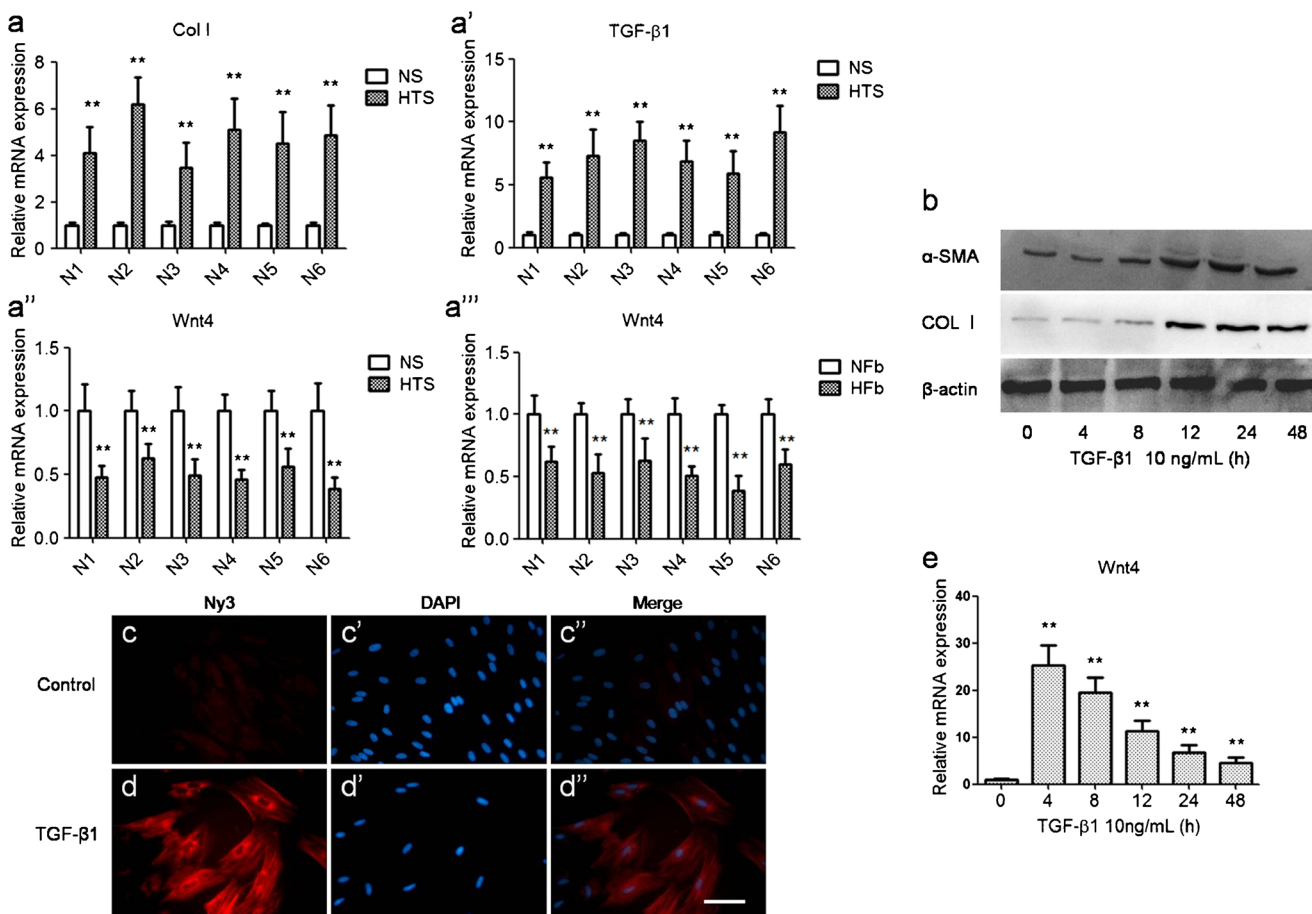 a
Col I
Relative mRNA expression
8
6
4
2
0
N1 N2 N3 N4 N5 N6
** ** ** ** ** **
NS
HTS
a'
TGF-β1
Relative mRNA expression
15
10
5
0
N1 N2 N3 N4 N5 N6
** ** ** ** ** **
NS
HTS
a''
Wnt4
Relative mRNA expression
1.5
1.0
0.5
0.0
N1 N2 N3 N4 N5 N6
** ** ** ** ** **
NS
HTS
a'''
Wnt4
Relative mRNA expression
1.5
1.0
0.5
0.0
N1 N2 N3 N4 N5 N6
** ** ** ** ** **
NFb
HFb
b
α-SMA
COL I
β-actin
0 4 8 12 24 48
TGF-β1 10 ng/mL (h)
Ny3 DAPI Merge
Control
c c' c''
TGF-β1
d d' d''
e
Wnt4
Relative mRNA expression
40
30
20
10
0
** ** ** ** **
0 4 8 12 24 48
TGF-β1 10ng/mL (h)